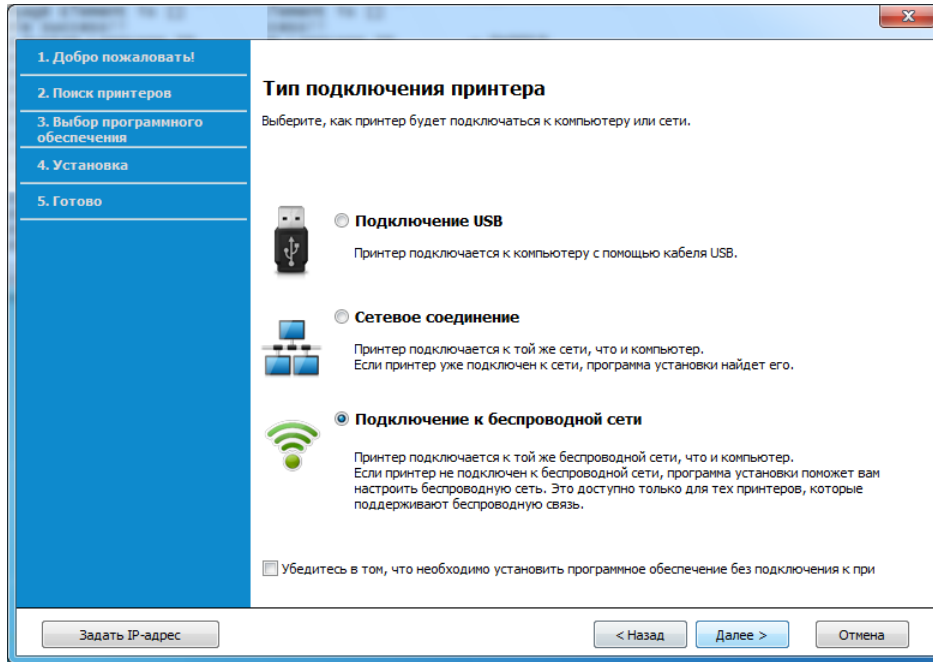 1. Добро пожаловать!
2. Поиск принтеров
3. Выбор программного
обеспечения
4. Установка
5. Готово
Тип подключения принтера
Выберите, как принтер будет подключаться к компьютеру или сети.
Подключение USB
Принтер подключается к компьютеру с помощью кабеля USB.
Сетевое соединение
Принтер подключается к той же сети, что и компьютер.
Если принтер уже подключен к сети, программа установки найдет его.
Подключение к беспроводной сети
Принтер подключается к той же беспроводной сети, что и компьютер.
Если принтер не подключен к беспроводной сети, программа установки поможет вам
настроить беспроводную сеть. Это доступно только для тех принтеров, которые
поддерживают беспроводную связь.
Убедитесь в том, что необходимо установить программное обеспечение без подключения к при
Задать IP-адрес
< Назад
Далее >
Отмена